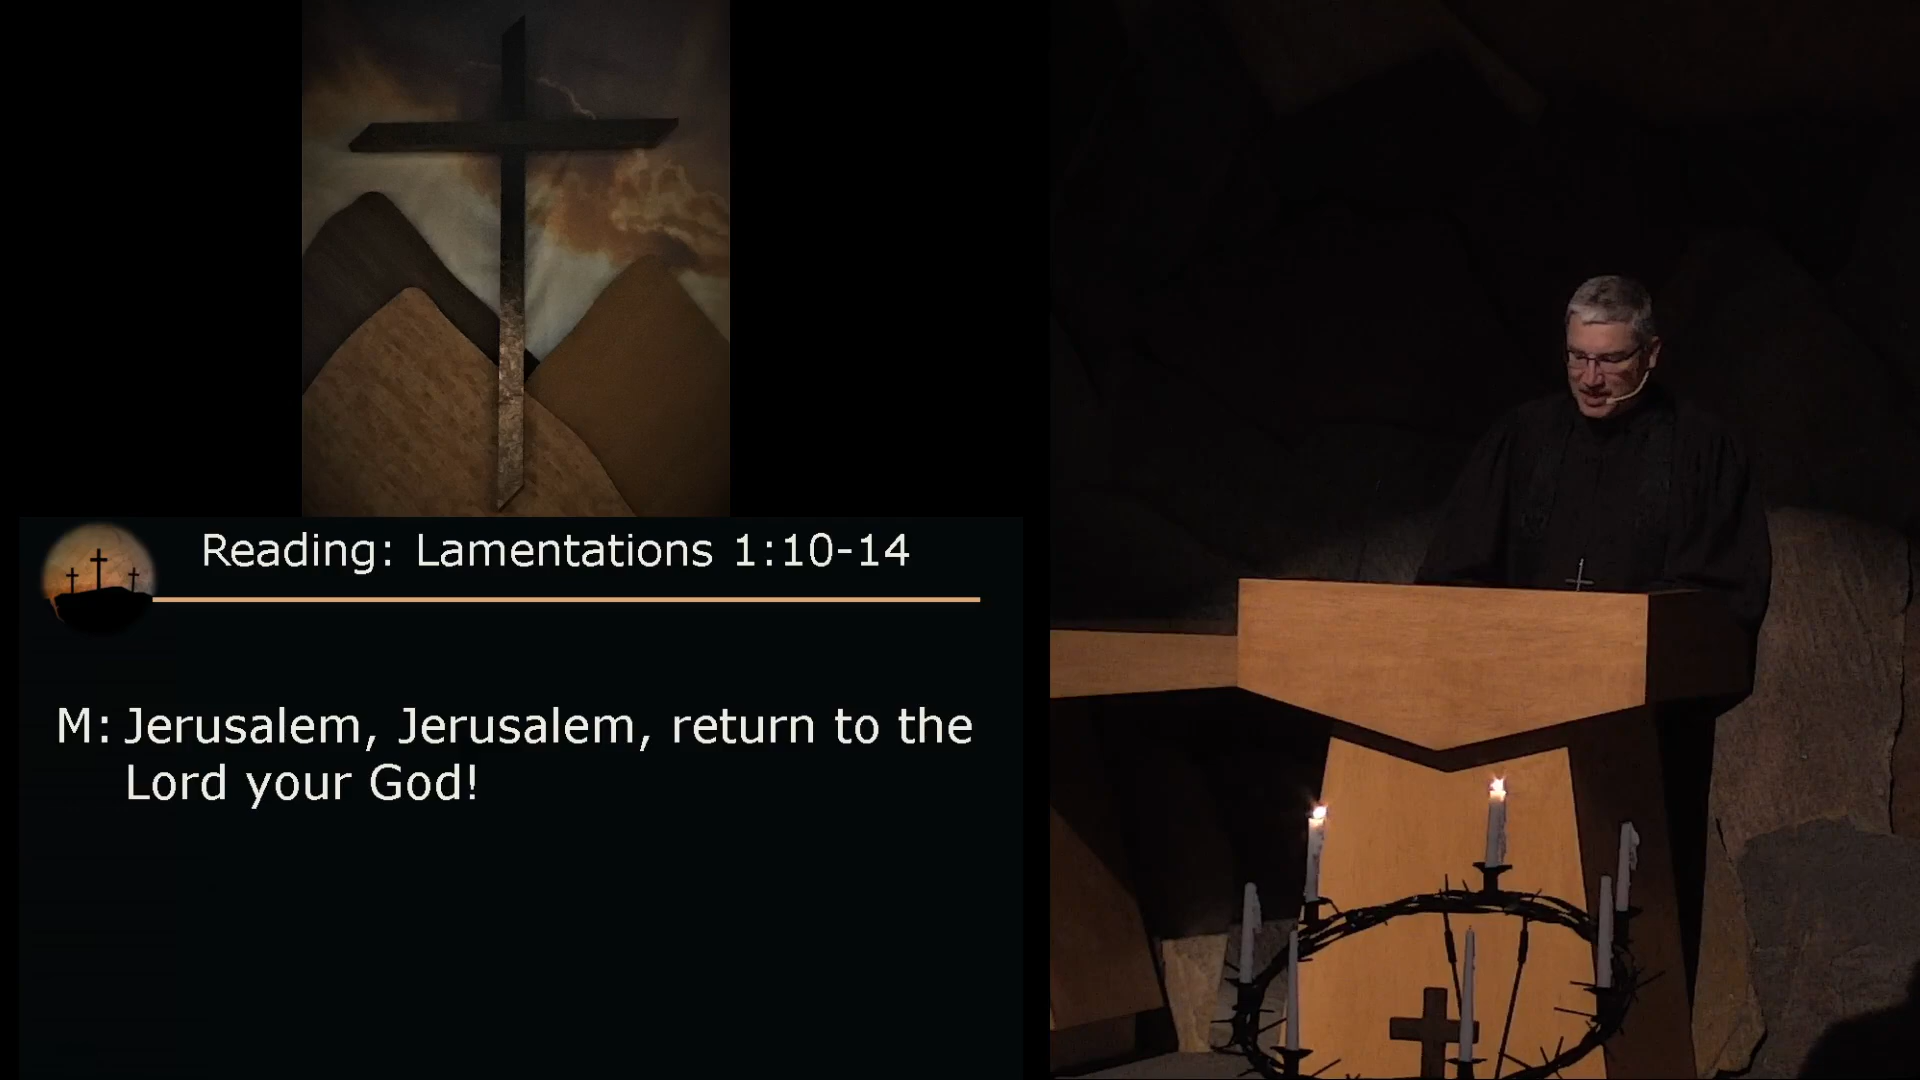 Reading: Lamentations 1:10-14
M: Jerusalem, Jerusalem, return to the
Lord your God!